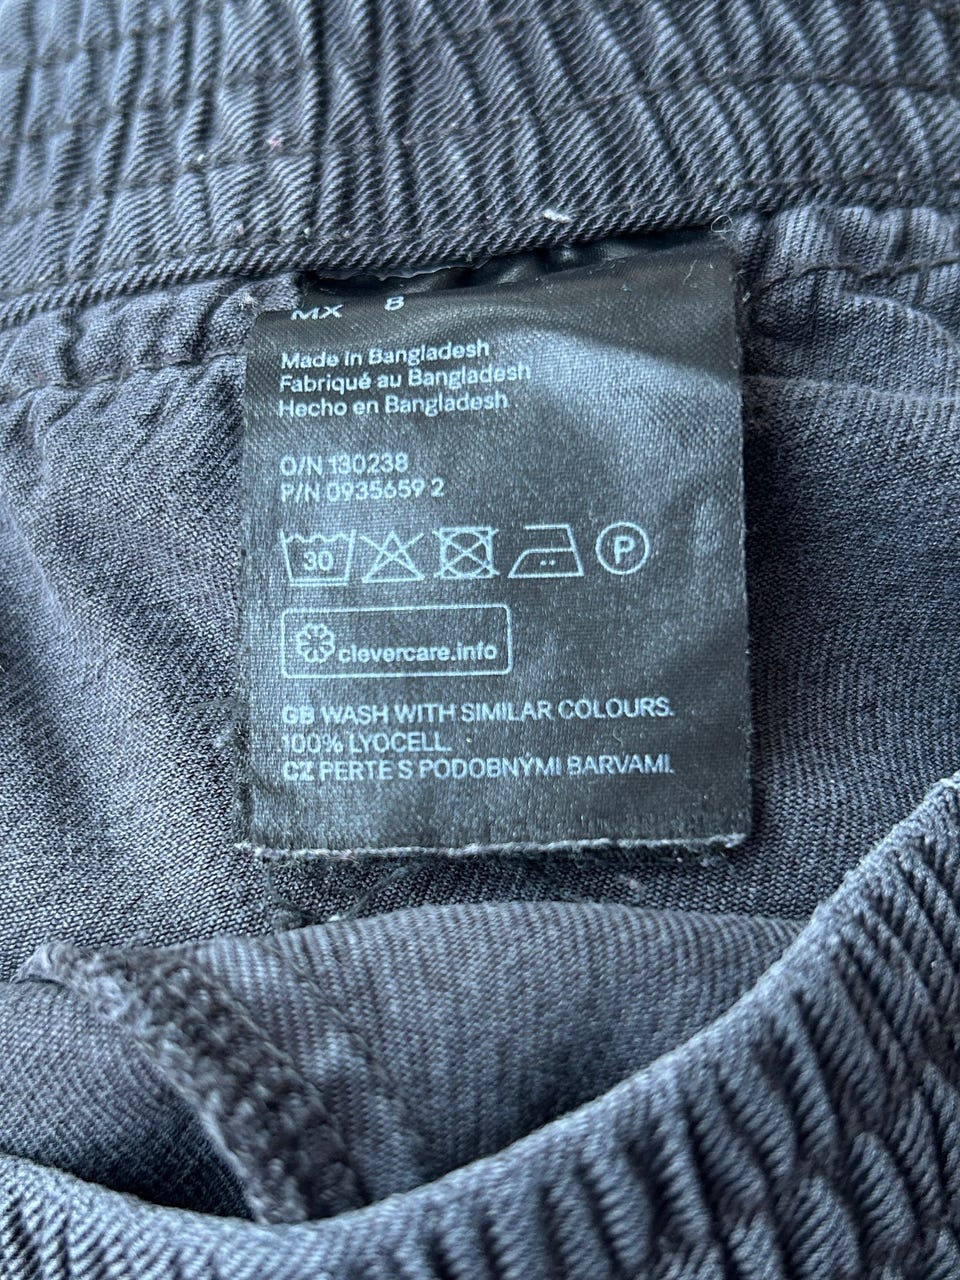 MX 8
Made in Bangladesh
Fabriqué au Bangladesh
Hecho en Bangladesh
O/N 130238
P/N 0935659 2
30 P
clevercare.info
GB WASH WITH SIMILAR COLOURS.
100% LYOCELL.
CZ PERTE S PODOBNÝMI BARVAMI.